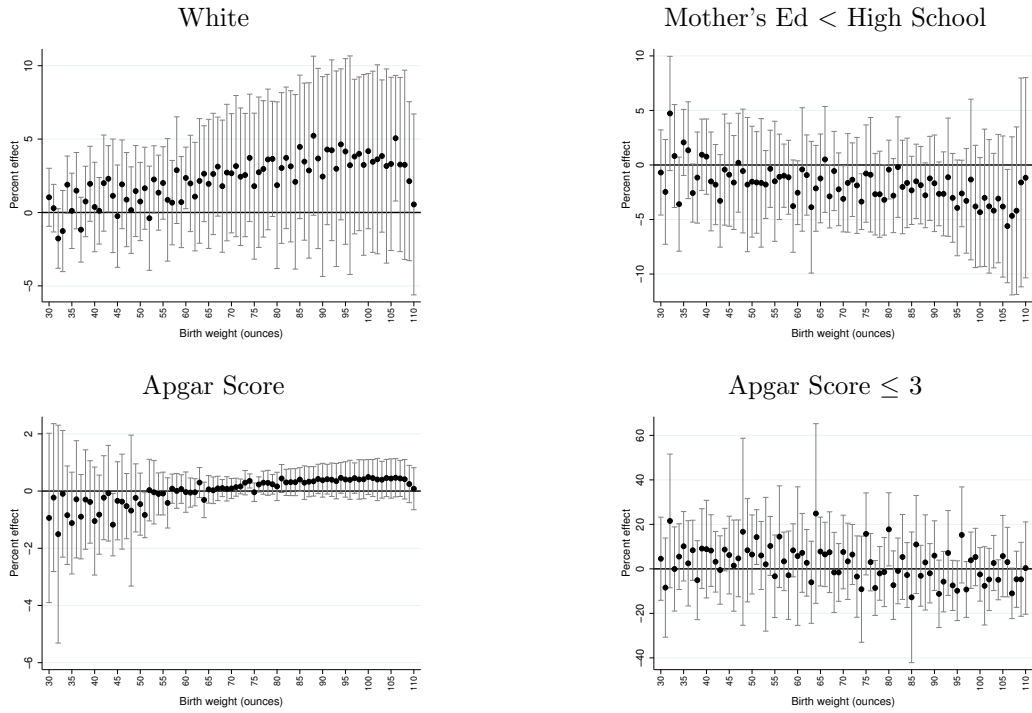 White
Percent effect
10
5
0
−5
30 35 40 45 50 55 60 65 70 75 80 85 90 95 100 105 110
Birth weight (ounces)
Mother's Ed < High School
Percent effect
10
5
0
−5
−10
30 35 40 45 50 55 60 65 70 75 80 85 90 95 100 105 110
Birth weight (ounces)
Apgar Score
Percent effect
2
0
−2
−4
−6
30 35 40 45 50 55 60 65 70 75 80 85 90 95 100 105 110
Birth weight (ounces)
Apgar Score ≤ 3
Percent effect
60
40
20
0
−20
−40
30 35 40 45 50 55 60 65 70 75 80 85 90 95 100 105 110
Birth weight (ounces)